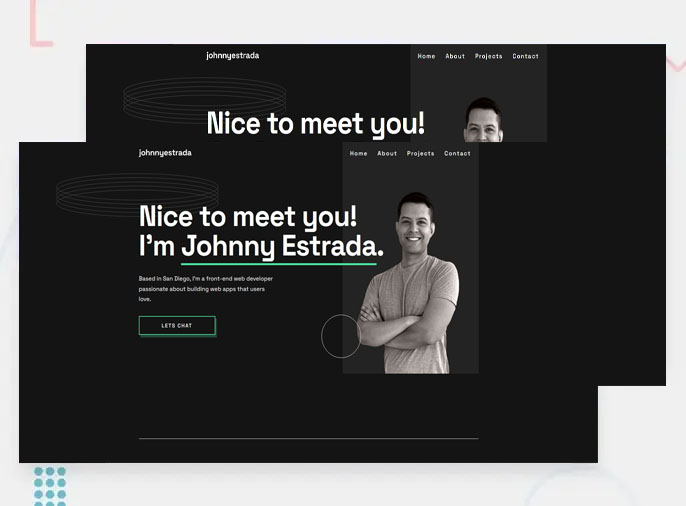 johnnyestrada
Home About Projects Contact
Nice to meet you!
johnnyestrada
Home About Projects Contact
Nice to meet you!
I'm Johnny Estrada.
Based in San Diego, I'm a front-end web developer
passionate about building web apps that users
love.
LETS CHAT